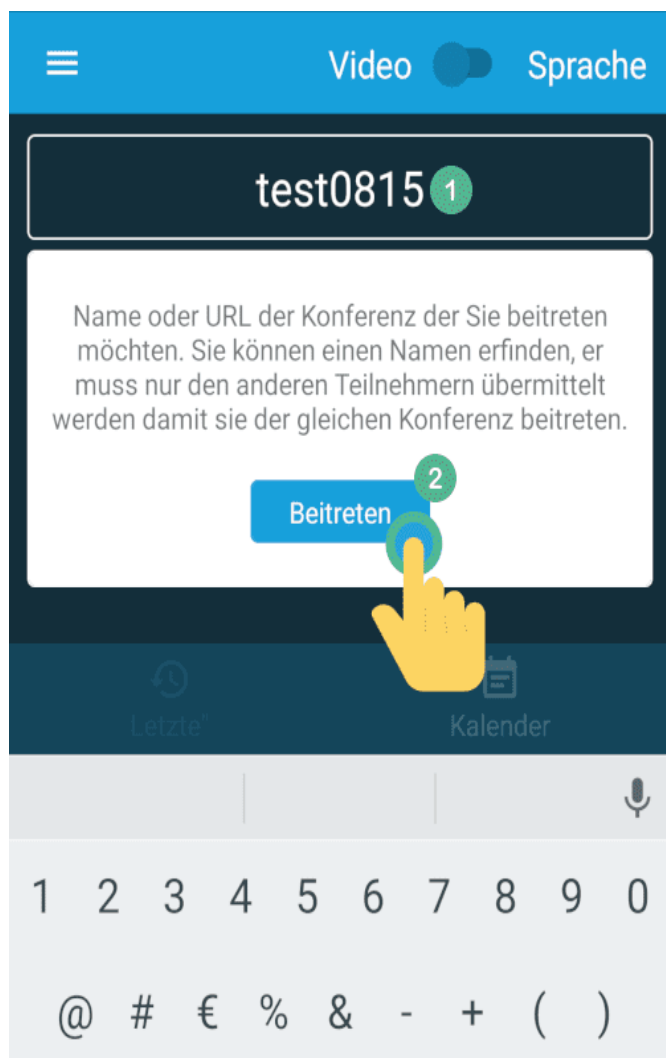 Video Sprache
test0815 1
Name oder URL der Konferenz der Sie beitreten
möchten. Sie können einen Namen erfinden, er
muss nur den anderen Teilnehmern übermittelt
werden damit sie der gleichen Konferenz beitreten.
2
Beitreten
Letzte" Kalender
1 2 3 4 5 6 7 8 9 0
@ # € % & - + ( )